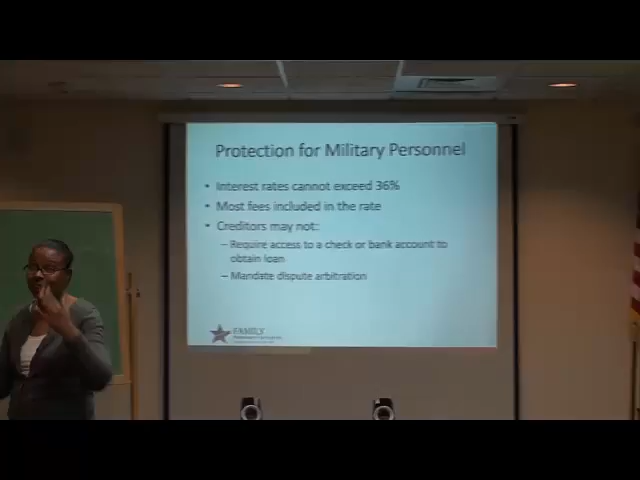 Protection for Military Personnel
• Interest rates cannot exceed 36%
• Most fees included in the rate
• Creditors may not:
– Require access to a check or bank account to
obtain loan
– Mandate dispute arbitration
FAMILY